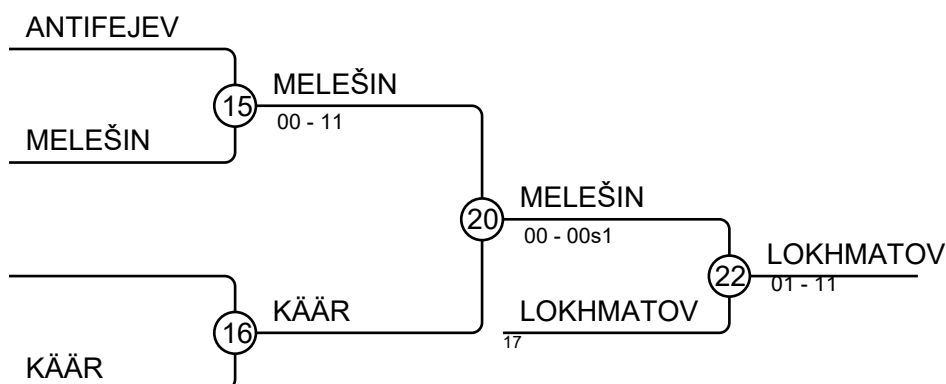 ANTIFEJEV
15
MELEŠIN
00 - 11
MELEŠIN
20
MELEŠIN
00 - 00s1
22
LOKHMATOV
01 - 11
16
KÄÄR
LOKHMATOV
17
KÄÄR